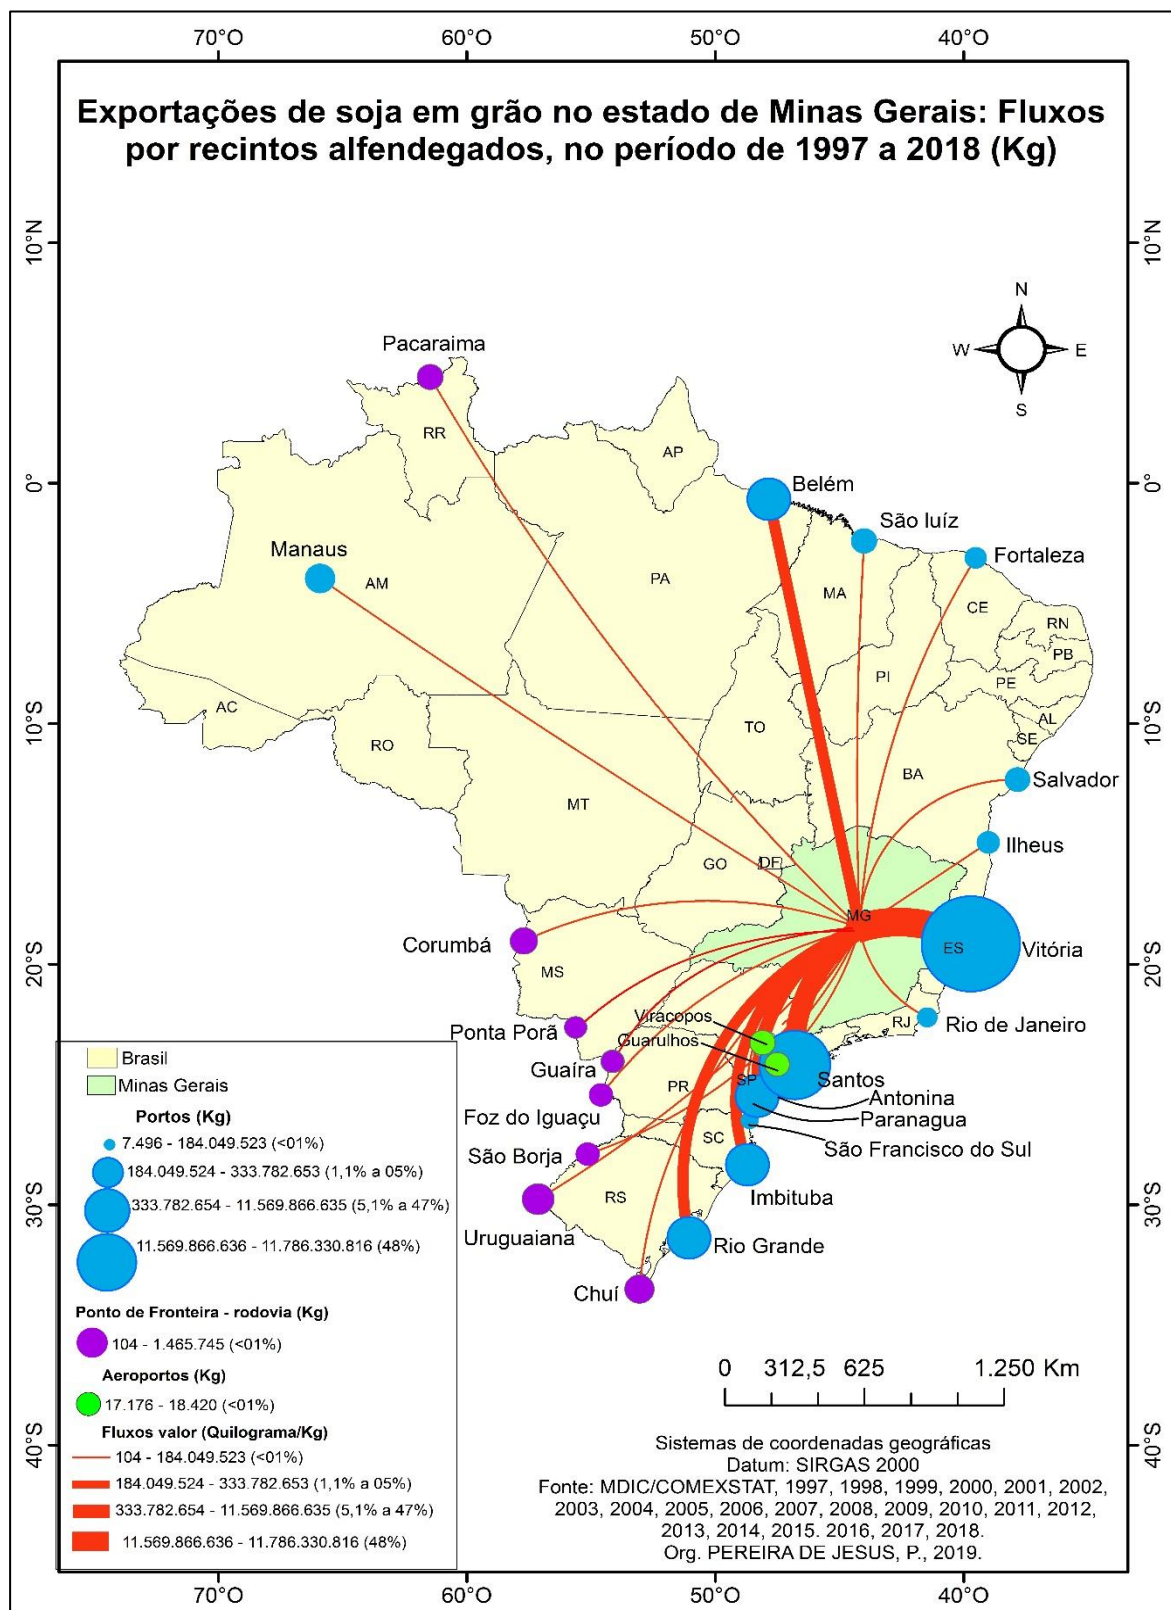 70°O 60°O 50°O 40°O
Exportações de soja em grão no estado de Minas Gerais: Fluxos
por recintos alfendegados, no período de 1997 a 2018 (Kg)
10°N
10°N
N
W E
S
Pacaraima
RR
AP
0°
0°
Belém
São luíz
Manaus
Fortaleza
AM
PA
MA
CE
RN
PB
PI
PE
AC
10°S
10°S
TO
AL
SE
RO
BA
Salvador
MT
Ilheus
GO
DF
MG
Corumbá
ES
Vitória
MS
20°S
20°S
Viracopos
Ponta Porã
RJ
Rio de Janeiro
Guarulhos
Guaíra
SP
Santos
PR
Antonina
Foz do Iguaçu
Paranagua
SC
São Francisco do Sul
São Borja
Imbituba
RS
30°S
30°S
Uruguaiana
Rio Grande
Chuí
Brasil
Minas Gerais
Portos (Kg)
7.496 - 184.049.523 (<01%)
184.049.524 - 333.782.653 (1,1% a 05%)
333.782.654 - 11.569.866.635 (5,1% a 47%)
11.569.866.636 - 11.786.330.816 (48%)
Ponto de Fronteira - rodovia (Kg)
104 - 1.465.745 (<01%)
Aeroportos (Kg)
17.176 - 18.420 (<01%)
Fluxos valor (Quilograma/Kg)
104 - 184.049.523 (<01%)
184.049.524 - 333.782.653 (1,1% a 05%)
333.782.654 - 11.569.866.635 (5,1% a 47%)
11.569.866.636 - 11.786.330.816 (48%)
0 312,5 625 1.250 Km
40°S
40°S
Sistemas de coordenadas geográficas
Datum: SIRGAS 2000
Fonte: MDIC/COMEXSTAT, 1997, 1998, 1999, 2000, 2001, 2002,
2003, 2004, 2005, 2006, 2007, 2008, 2009, 2010, 2011, 2012,
2013, 2014, 2015. 2016, 2017, 2018.
Org. PEREIRA DE JESUS, P., 2019.
70°O 60°O 50°O 40°O